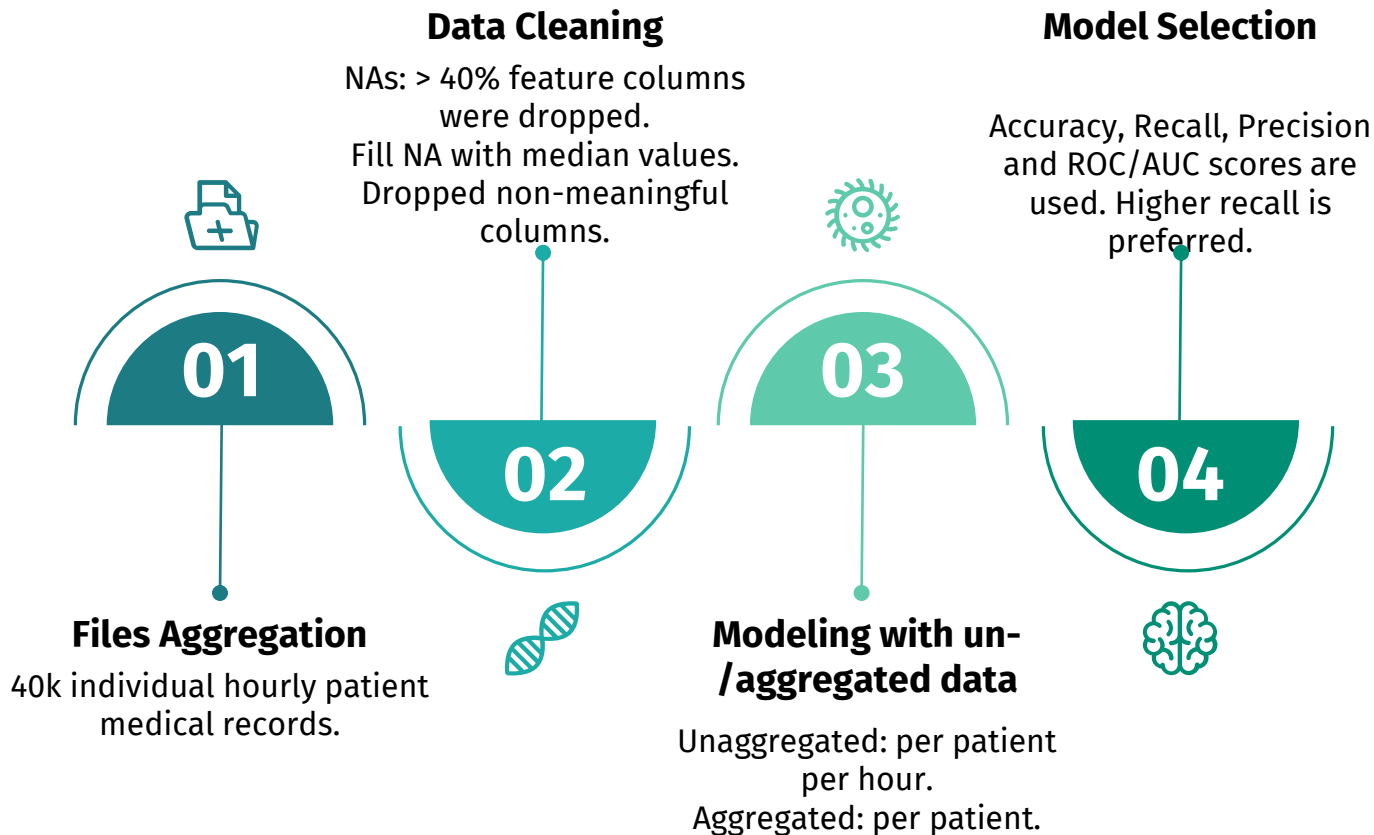 01
Files Aggregation
40k individual hourly patient
medical records.
Data Cleaning
NAs: > 40% feature columns
were dropped.
Fill NA with median values.
Dropped non-meaningful
columns.
02
03
Modeling with un-
/aggregated data
Unaggregated: per patient
per hour.
Aggregated: per patient.
Model Selection
Accuracy, Recall, Precision
and ROC/AUC scores are
used. Higher recall is
preferred.
04